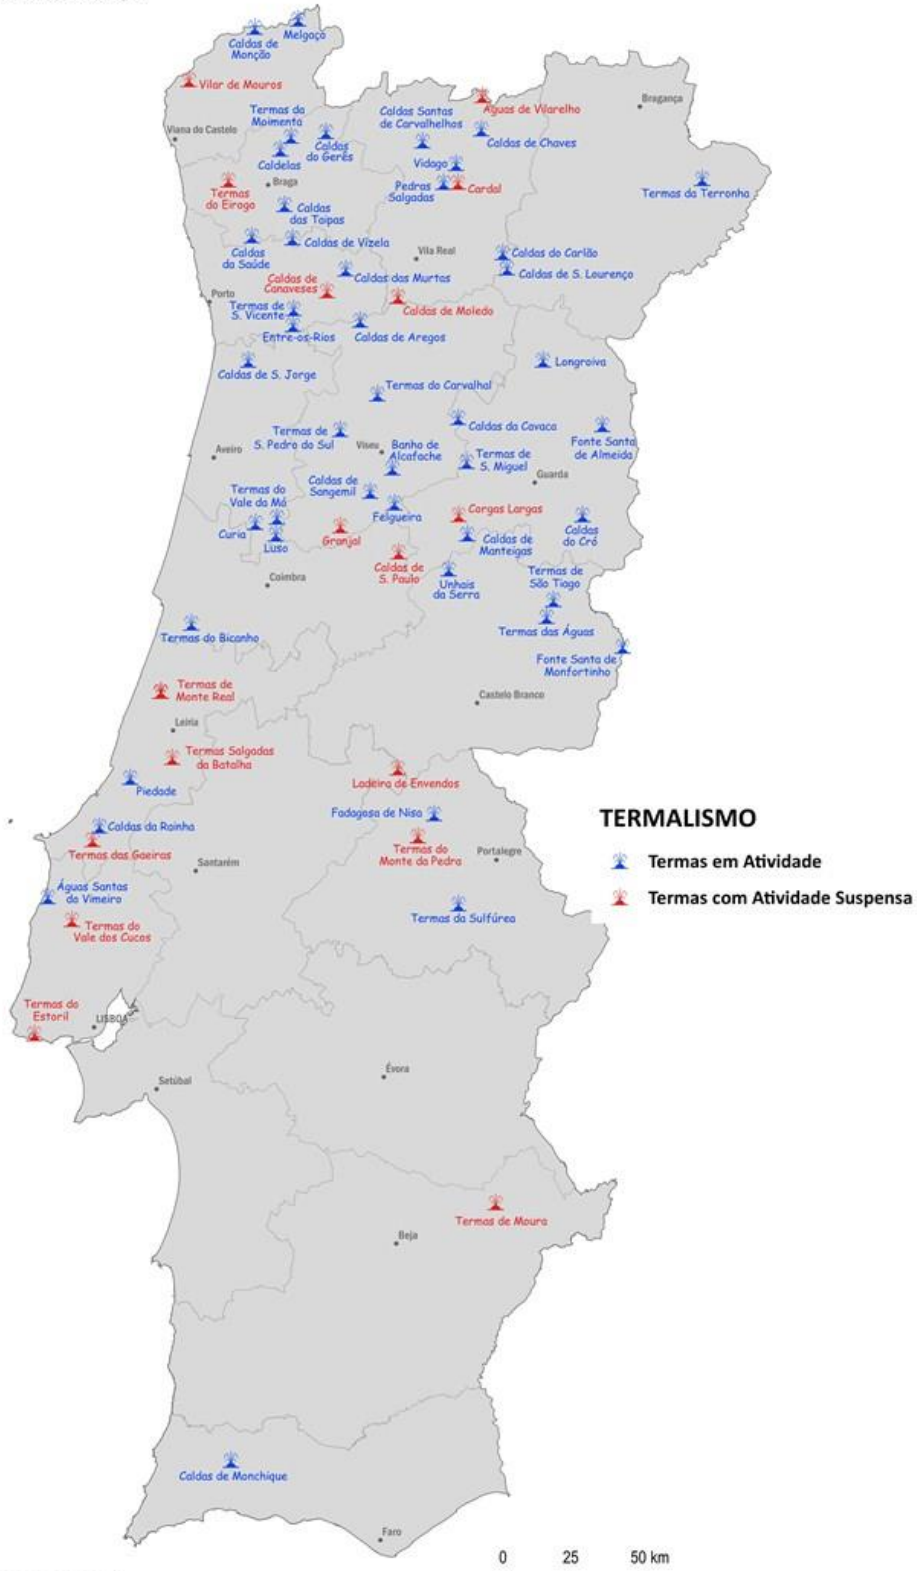 Melgaço
Caldas de
Monção
Vilar de Mouros
Águas de Vilarelho
Bragança
Termas da
Moimenta
Caldas Santas
de Carvalhelhos
Viana do Castelo
Caldas de Chaves
Caldas
do Gerês
Caldelas
Vidago
Braga
Termas
do Eirogo
Pedras
Salgadas
Cardal
Termas da Terronha
Caldas
das Taipas
Caldas de Vizela
Caldas
da Saúde
Vila Real
Caldas do Carlão
Caldas de S. Lourenço
Caldas de
Canaveses
Caldas das Murtas
Porto
Termas de
S. Vicente
Caldas de Moledo
Entre-os-Rios
Caldas de Aregos
Longroiva
Caldas de S. Jorge
Termas do Carvalhal
Caldas da Cavaca
Termas de
S. Pedro do Sul
Viseu
Banho de
Alcafache
Fonte Santa
de Almeida
Aveiro
Termas de
S. Miguel
Guarda
Caldas de
Sangemil
Termas do
Vale da Mó
Felgueira
Cargas Largas
Caldas
do Cró
Curia
Luso
Granjal
Caldas de
Manteigas
Caldas de
S. Paulo
Unhais
da Serra
Termas de
São Tiago
Coimbra
Termas das Águas
Termas do Bicanho
Fonte Santa de
Monfortinho
Termas de
Monte Real
Castelo Branco
Leiria
Termas Salgadas
da Batalha
Piedade
Ladeira de Envendos
Fadagosa de Nisa
TERMALISMO
Caldas da Rainha
Termas das Gaeiras
Termas do
Monte da Pedra
Portalegre
Termas em Atividade
Santarém
Águas Santas
do Vimeiro
Termas com Atividade Suspensa
Termas da Sulfúrea
Termas do
Vale dos Cucos
Termas do
Estoril
LISBOA
Évora
Setúbal
Termas de Moura
Beja
Caldas de Monchique
Faro
0 25 50 km